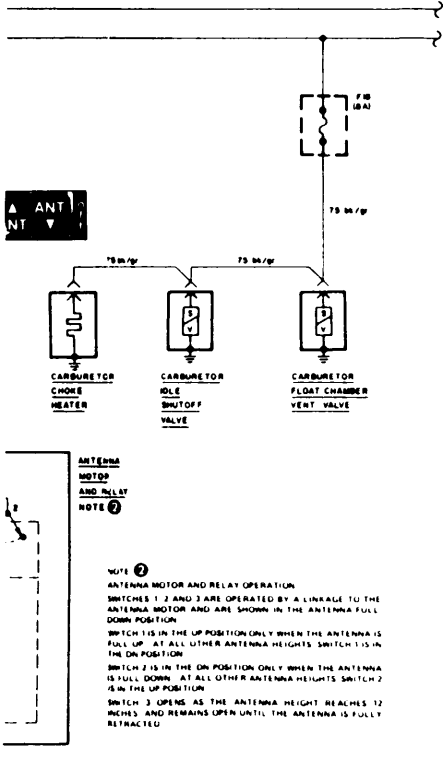 F.18
(8A)
.75 bk/gr
ANT
NT
.75 bk/gr
.75 bk/gr
S
V
S
V
CARBURETOR
CHOKE
HEATER
CARBURETOR
IDLE
SHUTOFF
VALVE
CARBURETOR
FLOAT CHAMBER
VENT VALVE
ANTENNA
MOTOR
AND RELAY
NOTE 2
2
NOTE 2
ANTENNA MOTOR AND RELAY OPERATION
SWITCHES 1 2 AND 3 ARE OPERATED BY A LINKAGE TO THE
ANTENNA MOTOR AND ARE SHOWN IN THE ANTENNA FULL
DOWN POSITION
SWITCH 1 IS IN THE UP POSITION ONLY WHEN THE ANTENNA IS
FULL UP. AT ALL OTHER ANTENNA HEIGHTS SWITCH 1 IS IN
THE DN POSITION
SWITCH 2 IS IN THE DN POSITION ONLY WHEN THE ANTENNA
IS FULL DOWN. AT ALL OTHER ANTENNA HEIGHTS SWITCH 2
IS IN THE UP POSITION
SWITCH 3 OPENS AS THE ANTENNA HEIGHT REACHES 12
INCHES AND REMAINS OPEN UNTIL THE ANTENNA IS FULLY
RETRACTED